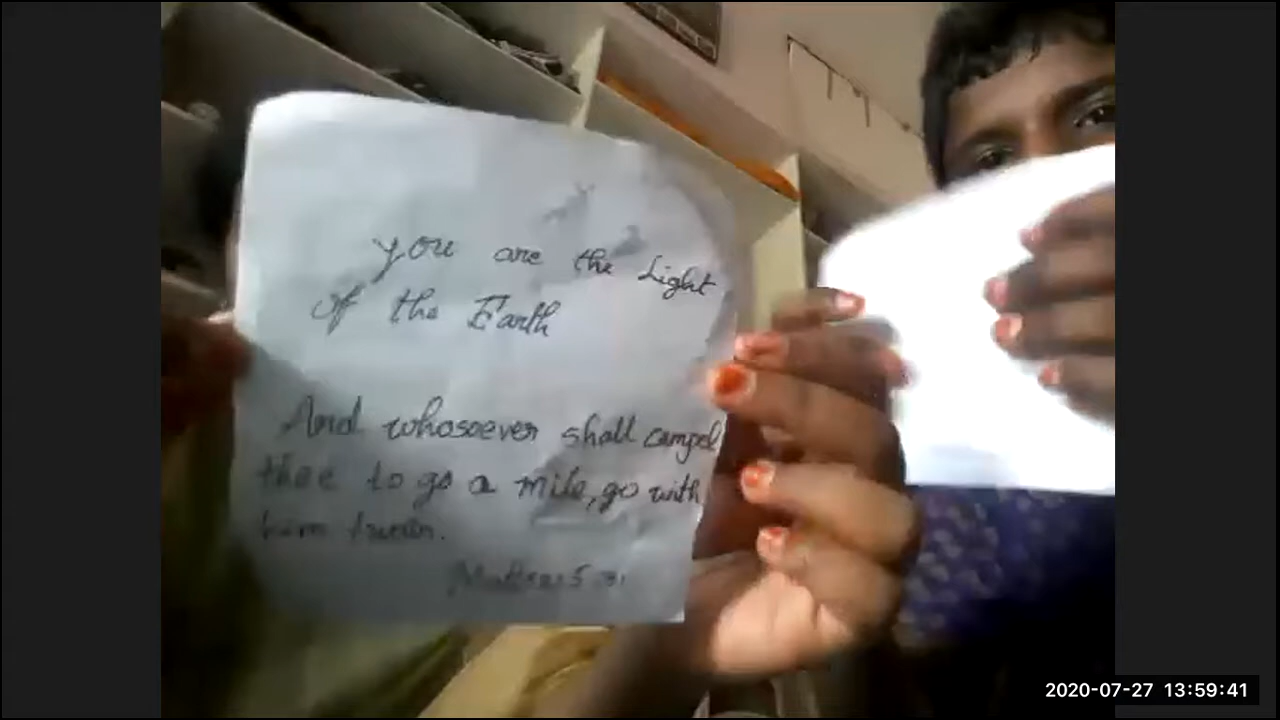 you are the Light
of the Earth
And whosoever shall compel
thee to go a mile, go with
him twain.
2020-07-27 13:59:41